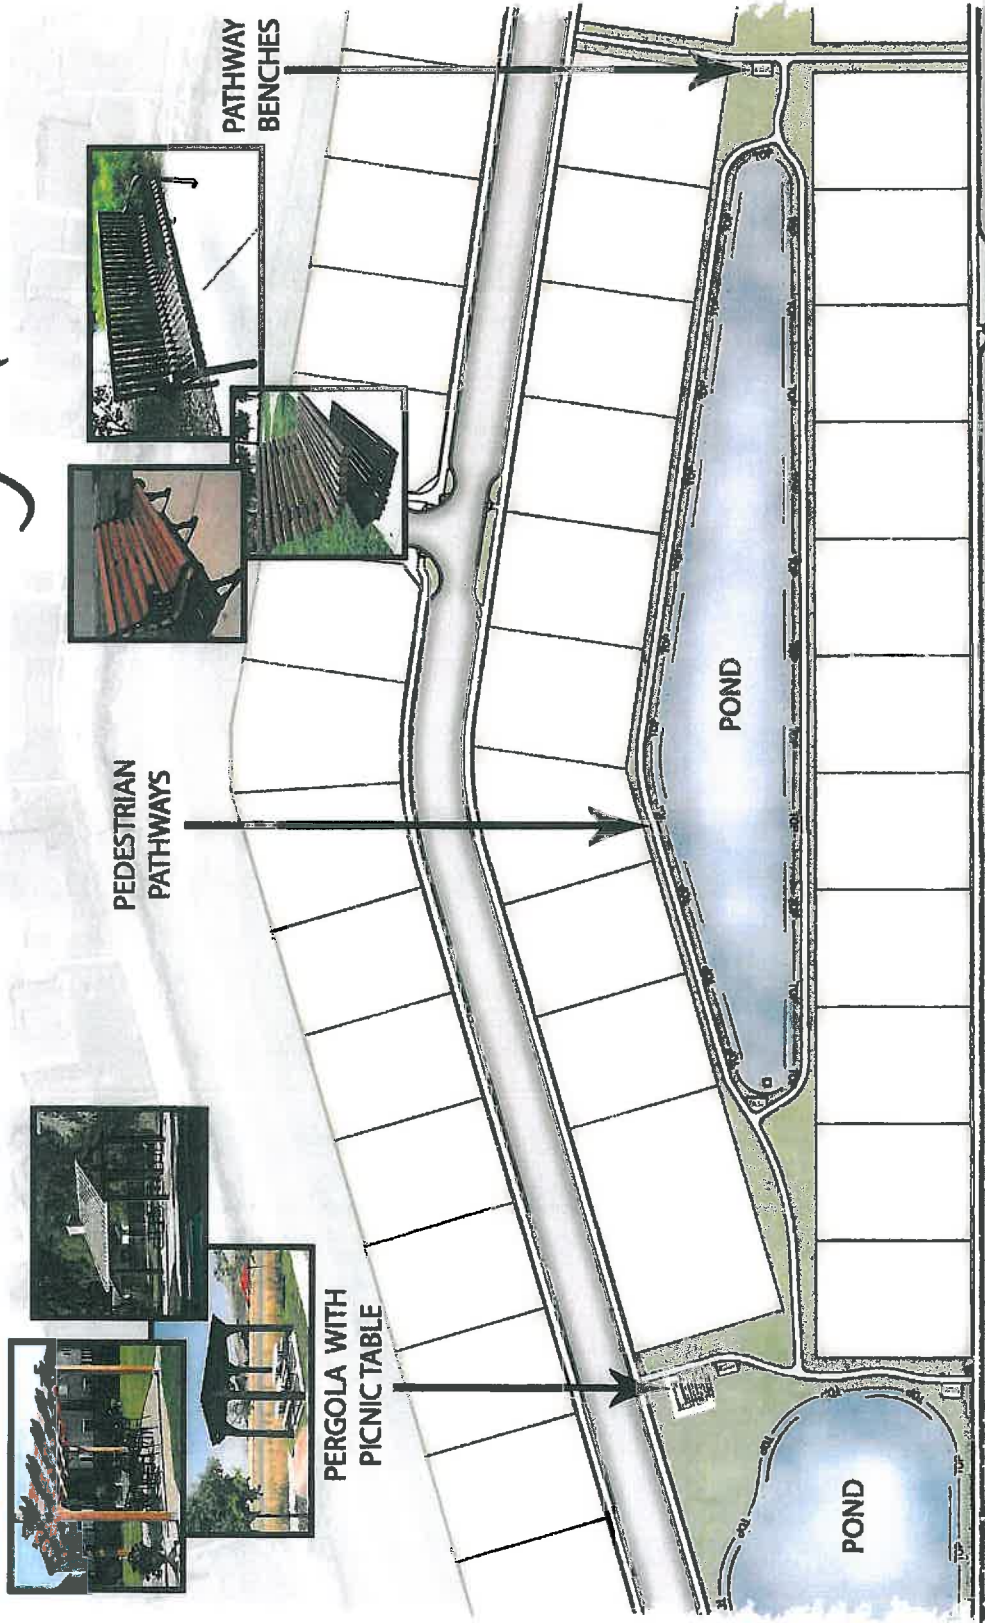 PERGOLA WITH
PICNIC TABLE
PEDESTRIAN
PATHWAYS
PATHWAY
BENCHES
POND
POND